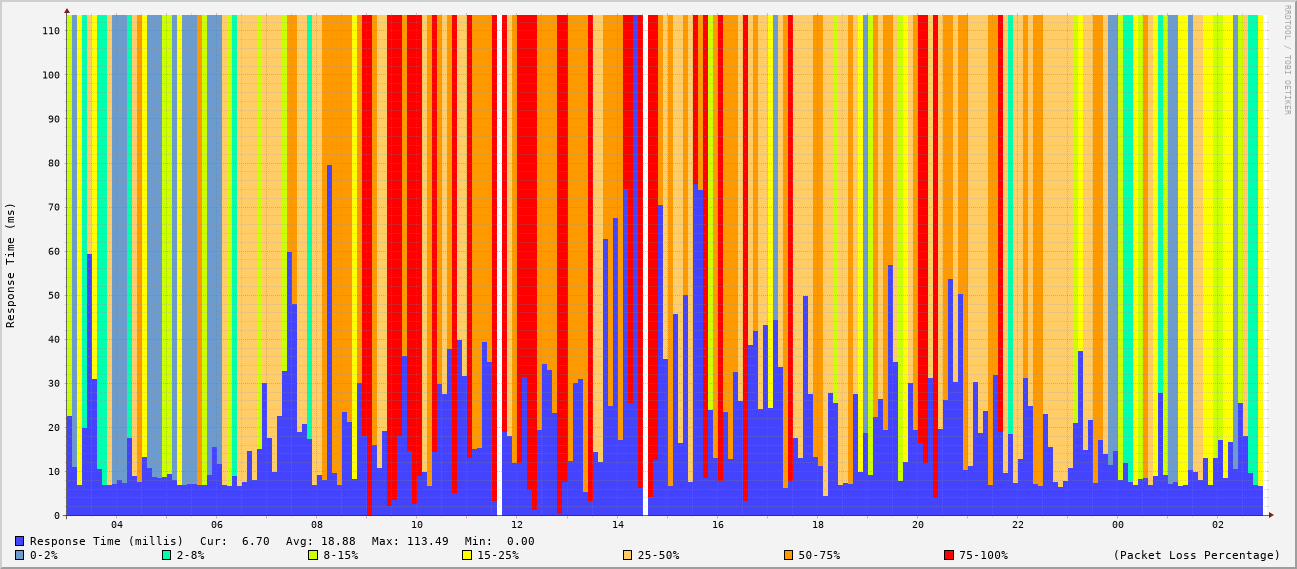 RRDTOOL / TOBI OETIKER
Response Time (ms)
110
100
90
80
70
60
50
40
30
20
10
0
04 06 08 10 12 14 16 18 20 22 00 02
Response Time (millis) Cur: 6.70 Avg: 18.88 Max: 113.49 Min: 0.00
0-2% 2-8% 8-15% 15-25% 25-50% 50-75% 75-100% (Packet Loss Percentage)